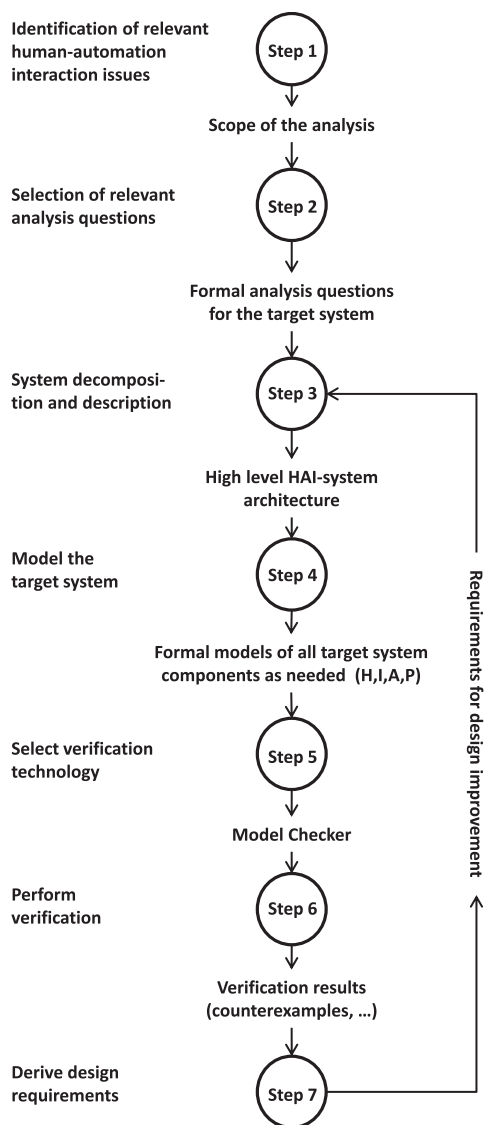 Identification of relevant
human-automation
interaction issues
Step 1
Scope of the analysis
Selection of relevant
analysis questions
Step 2
Formal analysis questions
for the target system
System decomposi-
tion and description
Step 3
High level HAI-system
architecture
Model the
target system
Step 4
Formal models of all target system
components as needed (H,I,A,P)
Select verification
technology
Step 5
Model Checker
Perform
verification
Step 6
Verification results
(counterexamples, ...)
Derive design
requirements
Step 7
Requirements for design improvement